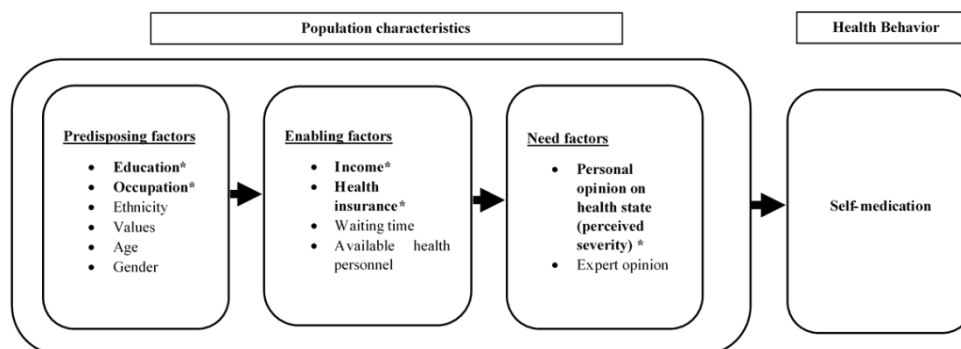 Population characteristics
Health Behavior
Predisposing factors
• Education*
• Occupation*
• Ethnicity
• Values
• Age
• Gender
Enabling factors
• Income*
• Health
insurance*
• Waiting time
• Available health
personnel
Need factors
• Personal
opinion on
health state
(perceived
severity) *
• Expert opinion
Self-medication